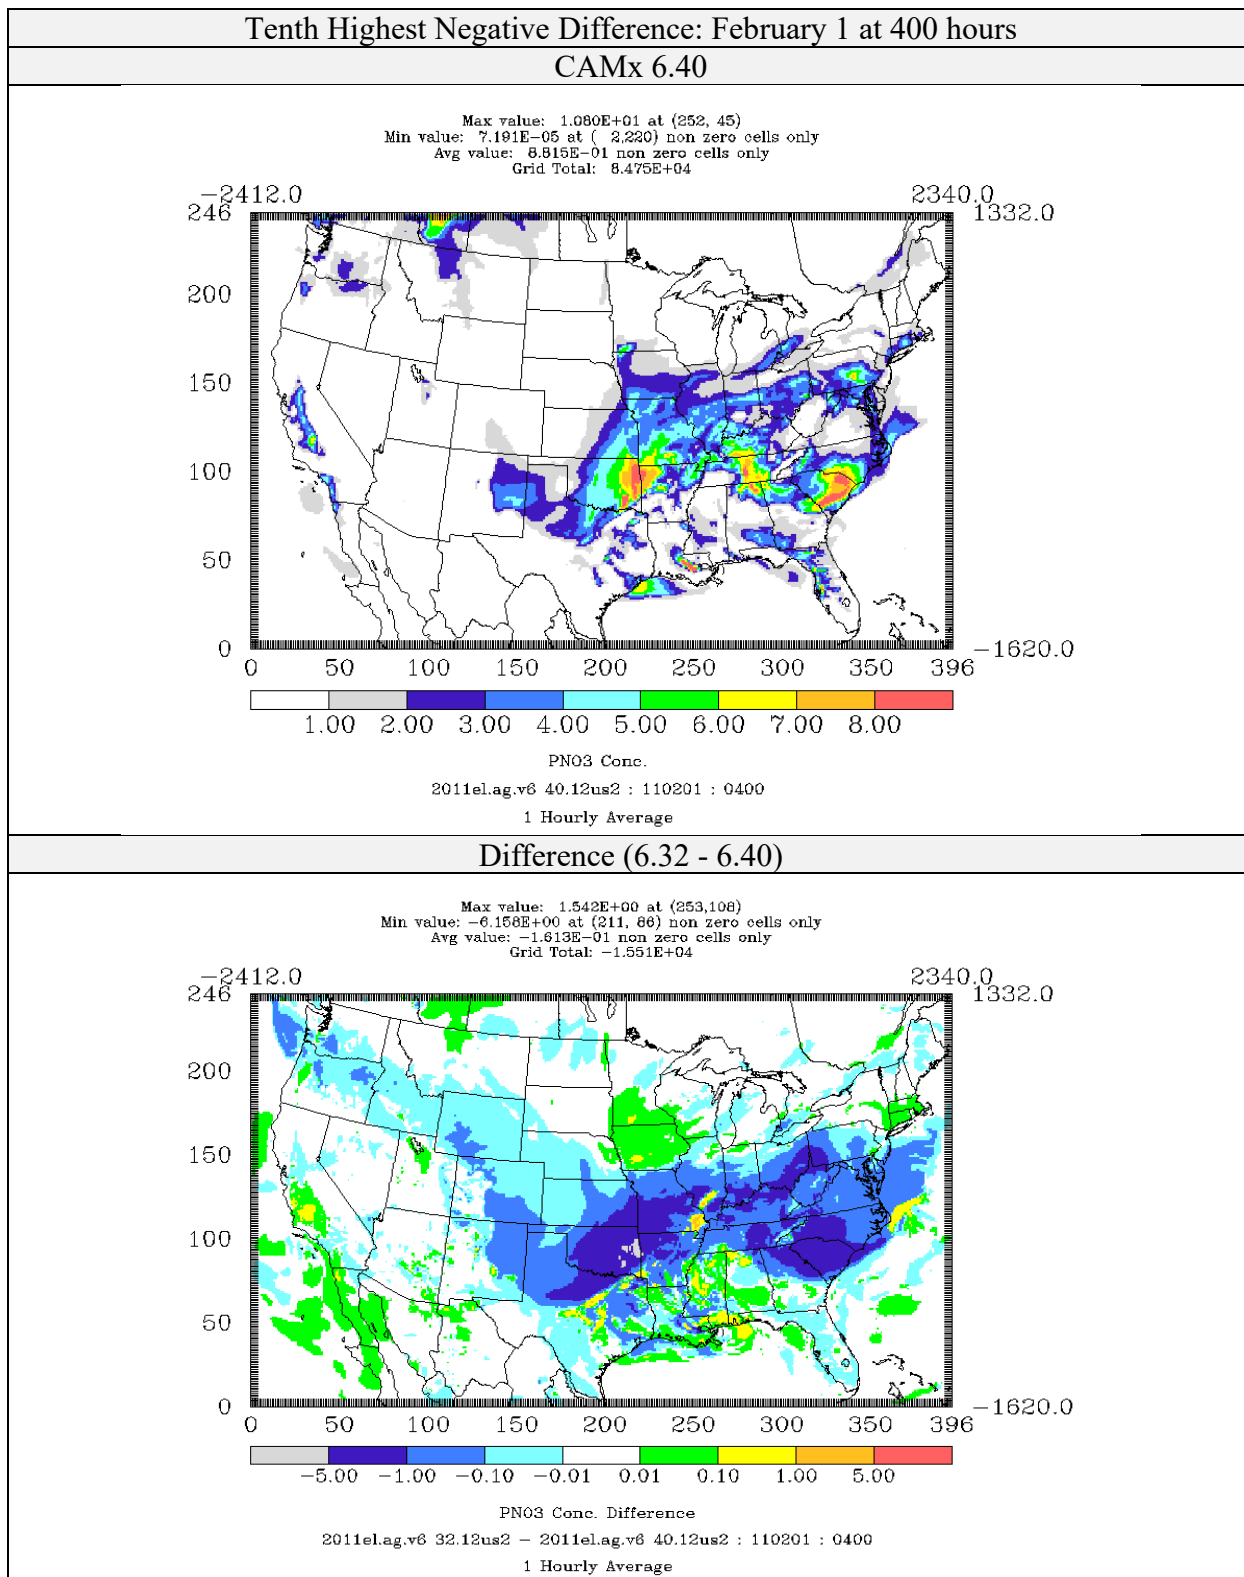 Tenth Highest Negative Difference: February 1 at 400 hours
CAMx 6.40
Max value:  1.080E+01 at (252, 45)
Min value:  7.191E-05 at (  2,220) non zero cells only
Avg value:  8.815E-01 non zero cells only
Grid Total:  8.475E+04
-2412.0 2340.0
246 1332.0
200
150
100
50
0 -1620.0
0 50 100 150 200 250 300 350 396
1.00 2.00 3.00 4.00 5.00 6.00 7.00 8.00
PNO3 Conc.
2011el.ag.v6 40.12us2 : 110201 : 0400
1 Hourly Average
Difference (6.32 - 6.40)
Max value:  1.542E+00 at (253,108)
Min value: -6.158E+00 at (211, 86) non zero cells only
Avg value: -1.613E-01 non zero cells only
Grid Total: -1.551E+04
-2412.0 2340.0
246 1332.0
200
150
100
50
0 -1620.0
0 50 100 150 200 250 300 350 396
-5.00 -1.00 -0.10 -0.01 0.01 0.10 1.00 5.00
PNO3 Conc. Difference
2011el.ag.v6 32.12us2 - 2011el.ag.v6 40.12us2 : 110201 : 0400
1 Hourly Average